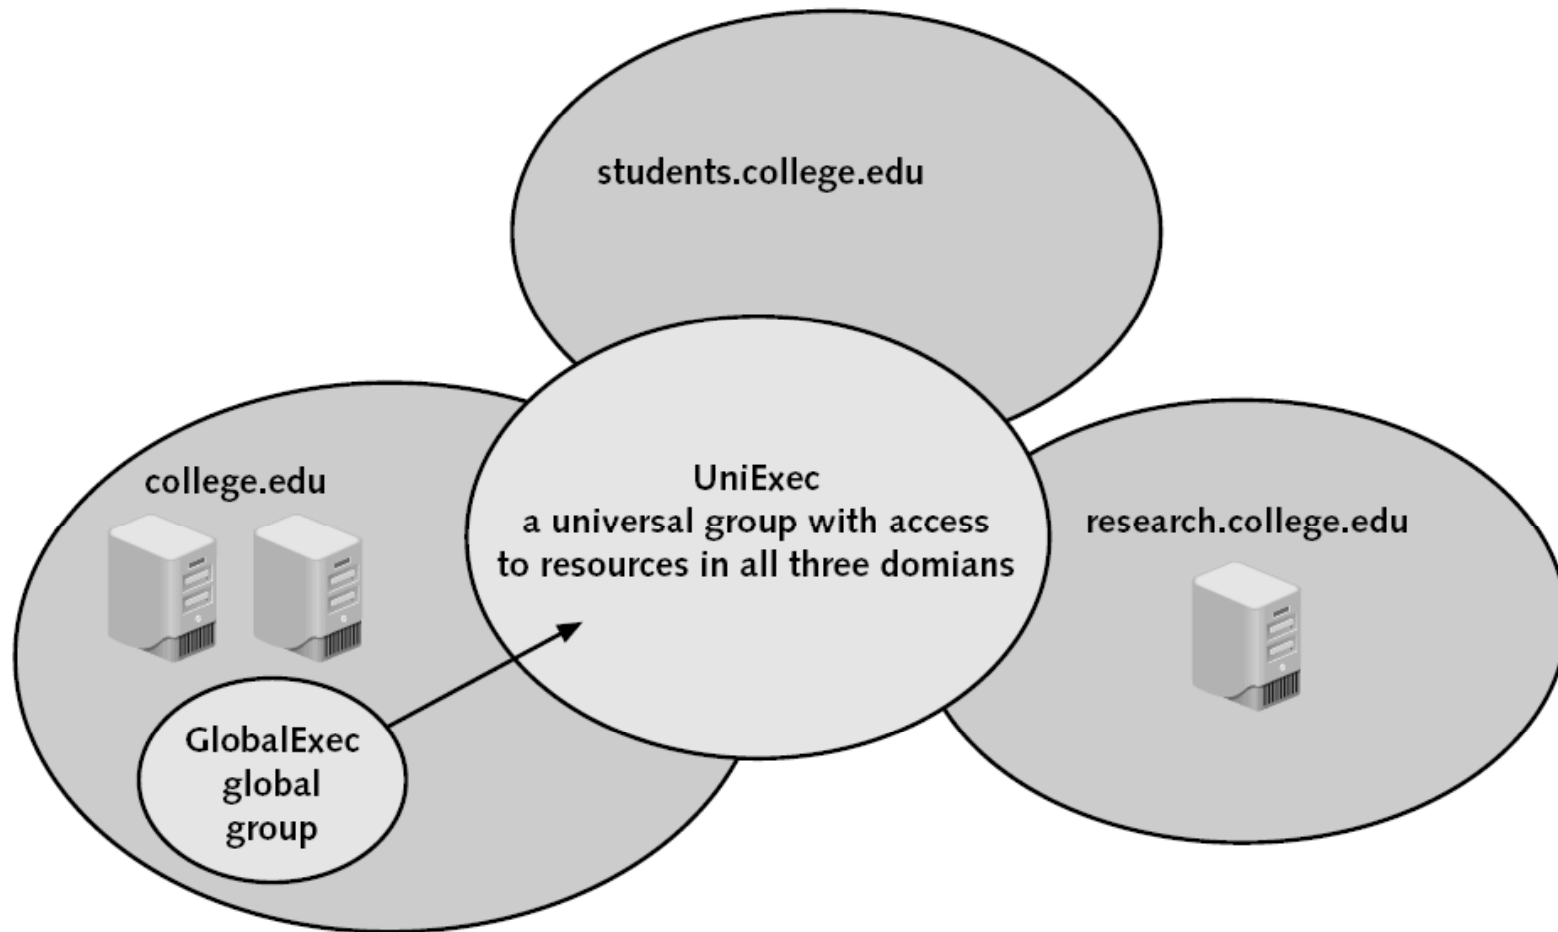 students.college.edu
college.edu
UniExec
a universal group with access
to resources in all three domians
research.college.edu
GlobalExec
global
group